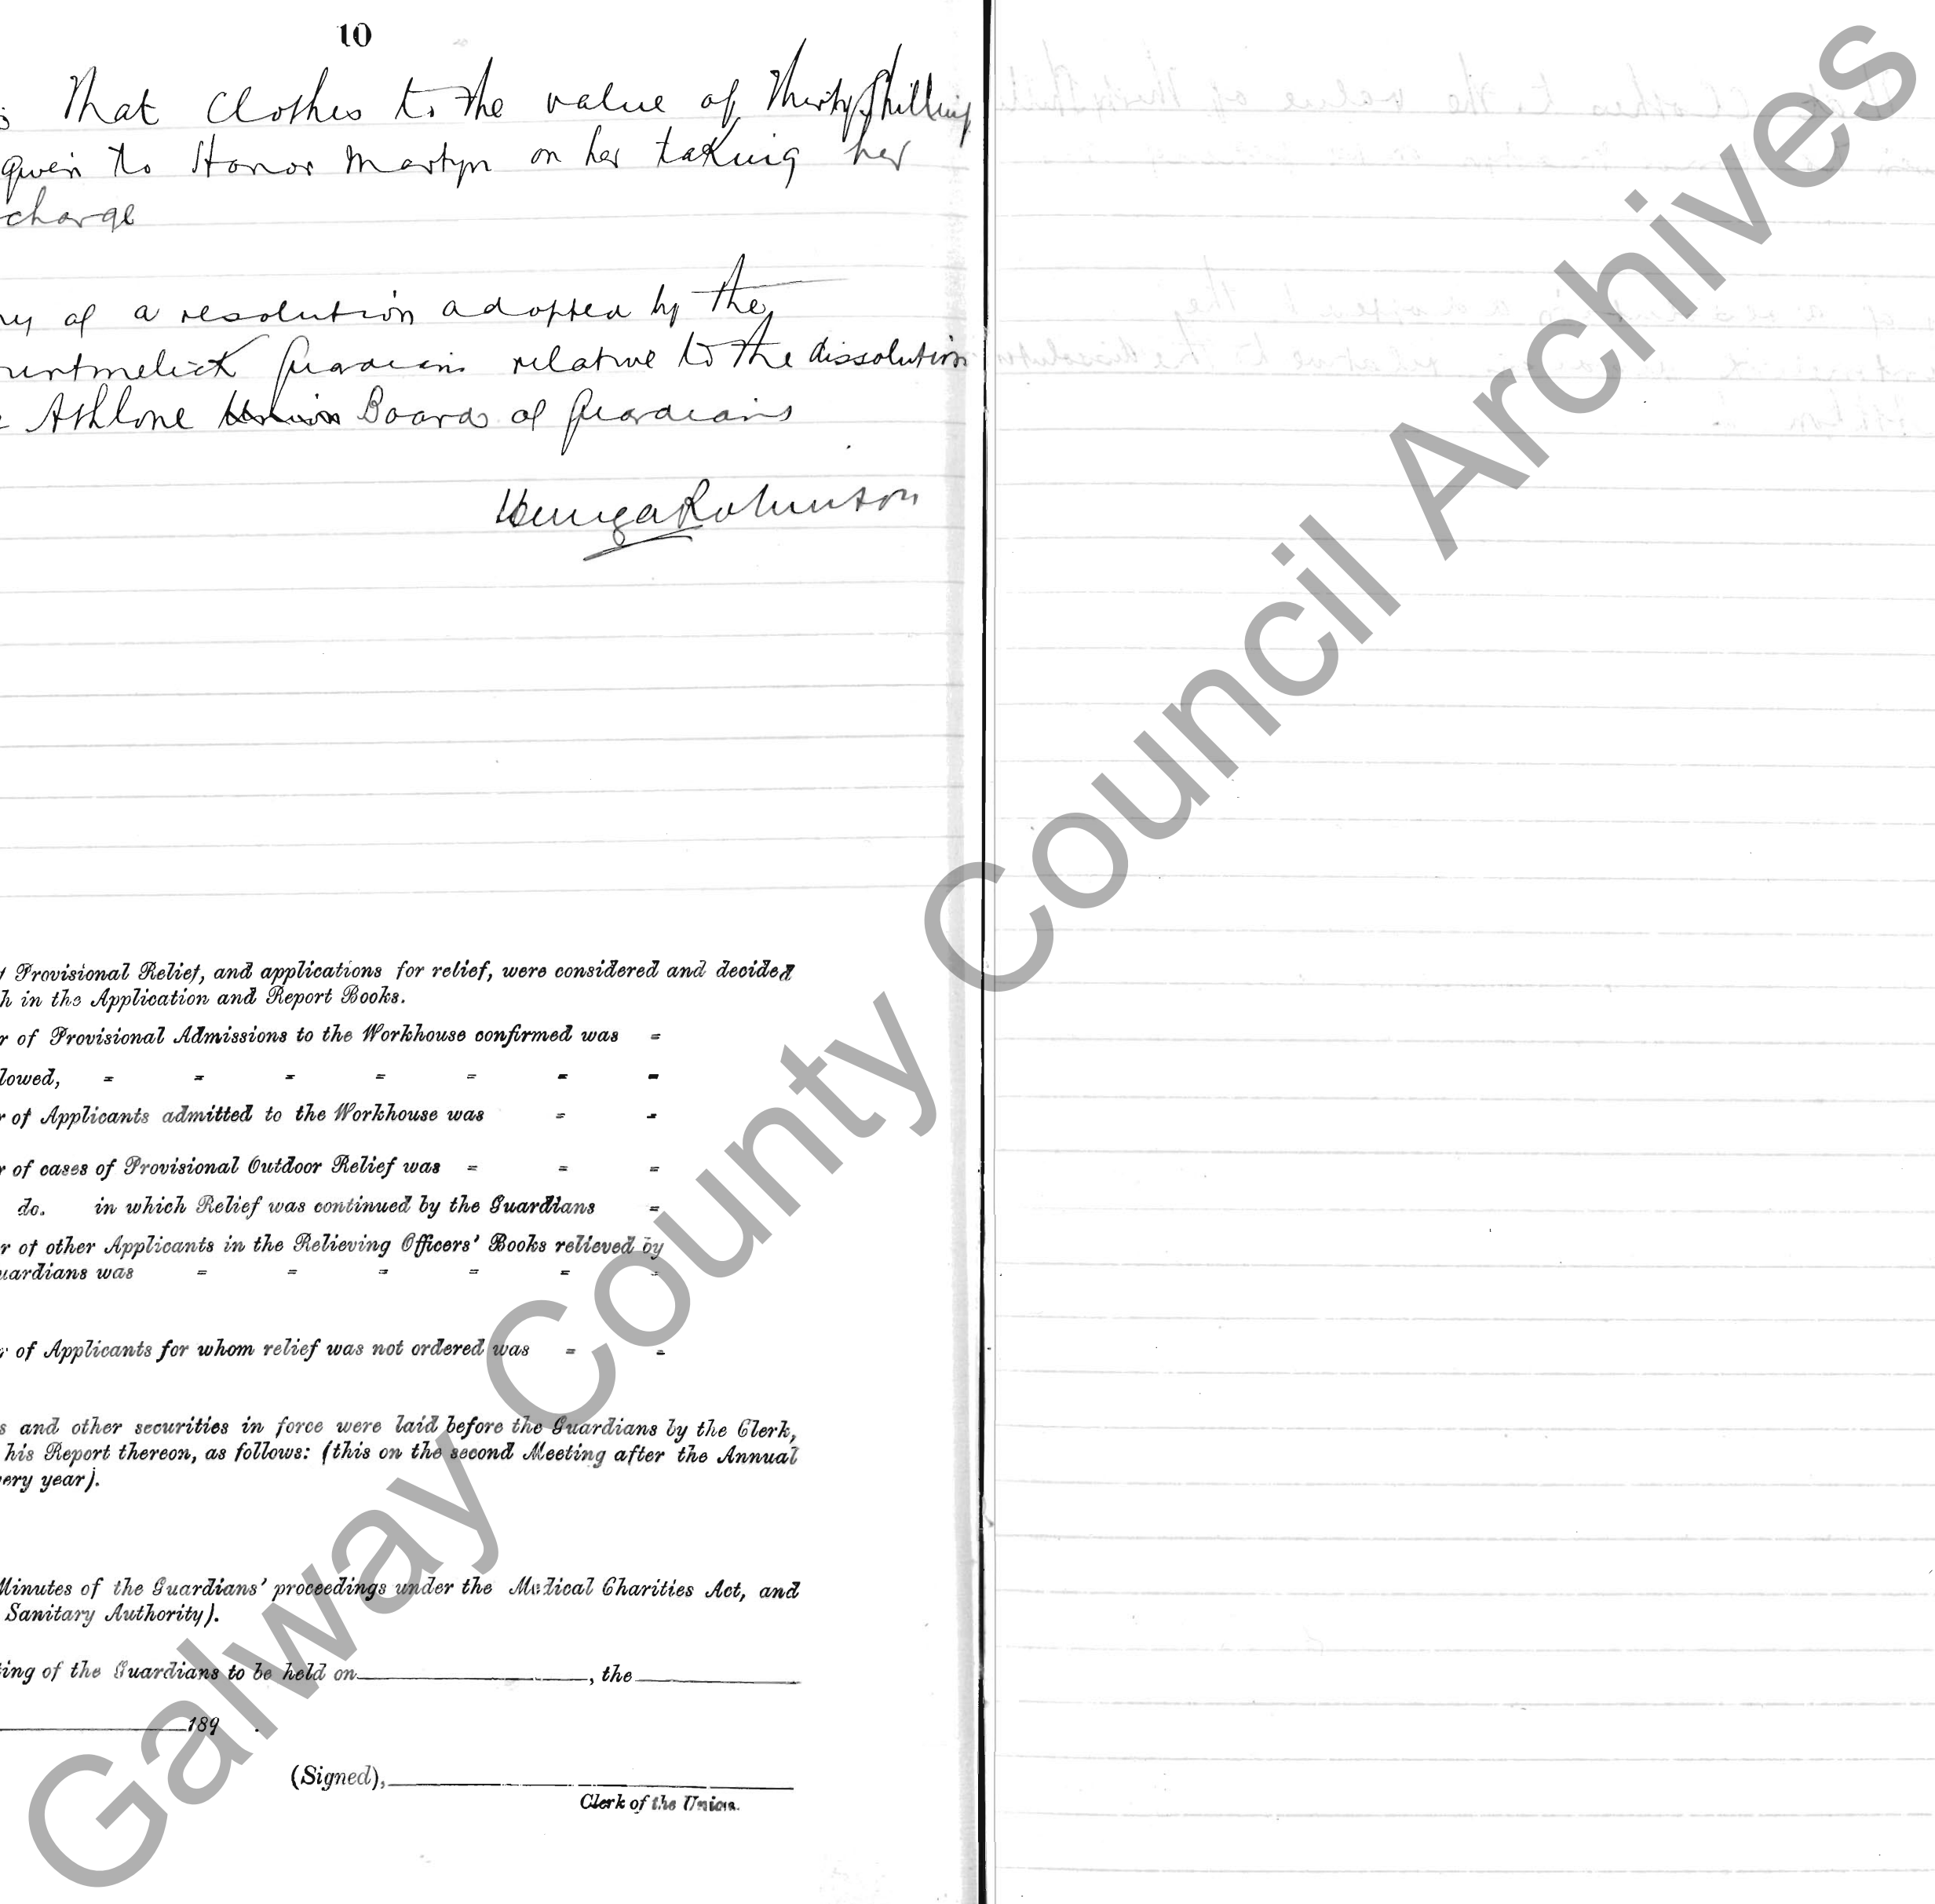 10
That Clothes to the value of Thirty Shilling
given to Honor Martyn on her taking her
charge
of a resolution adopted by the
Guardians relative to the dissolution
Athlone Union Board of Guardians
Robinson
Provisional Relief, and applications for relief, were considered and decided
h in the Application and Report Books.
r of Provisional Admissions to the Workhouse confirmed was =
lowed, = = = = = = =
r of Applicants admitted to the Workhouse was = =
r of cases of Provisional Outdoor Relief was = = =
do. in which Relief was continued by the Guardians =
r of other Applicants in the Relieving Officers' Books relieved by
uardians was = = = = = =
of Applicants for whom relief was not ordered was = =
s and other securities in force were laid before the Guardians by the Clerk,
his Report thereon, as follows: (this on the second Meeting after the Annual
ery year).
Minutes of the Guardians' proceedings under the Medical Charities Act, and
Sanitary Authority).
ing of the Guardians to be held on , the
189 .
(Signed),
Clerk of the Union.
Galway County Council Archives